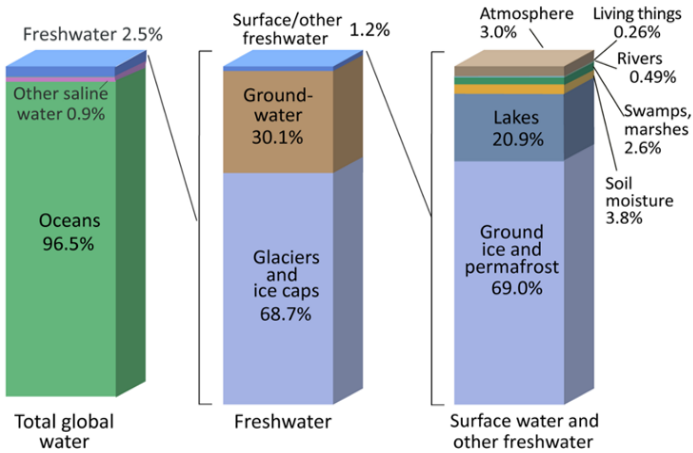 Freshwater 2.5%
Other saline
water 0.9%
Oceans
96.5%
Total global
water
Surface/other
freshwater
1.2%
Ground-
water
30.1%
Glaciers
and
ice caps
68.7%
Freshwater
Atmosphere
3.0%
Living things
0.26%
Rivers
0.49%
Swamps,
marshes
2.6%
Soil
moisture
3.8%
Lakes
20.9%
Ground
ice and
permafrost
69.0%
Surface water and
other freshwater